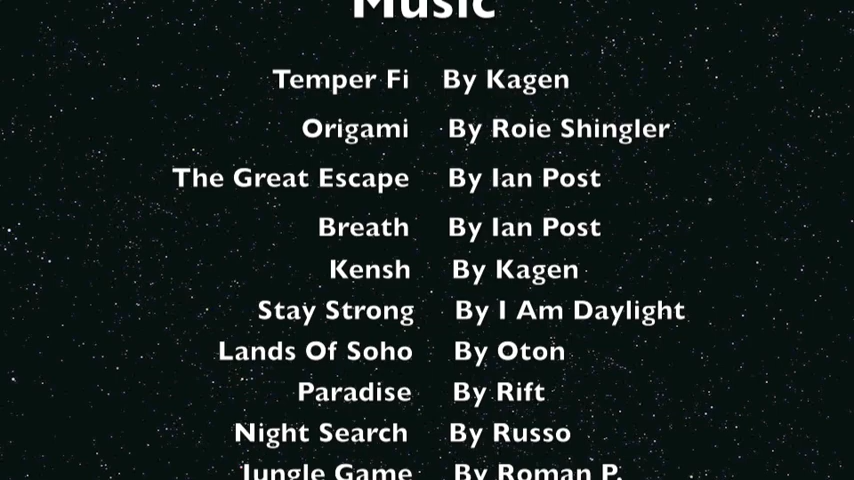 Music
Temper Fi By Kagen
Origami By Roie Shingler
The Great Escape By Ian Post
Breath By Ian Post
Kensh By Kagen
Stay Strong By I Am Daylight
Lands Of Soho By Oton
Paradise By Rift
Night Search By Russo
Jungle Game By Roman P.